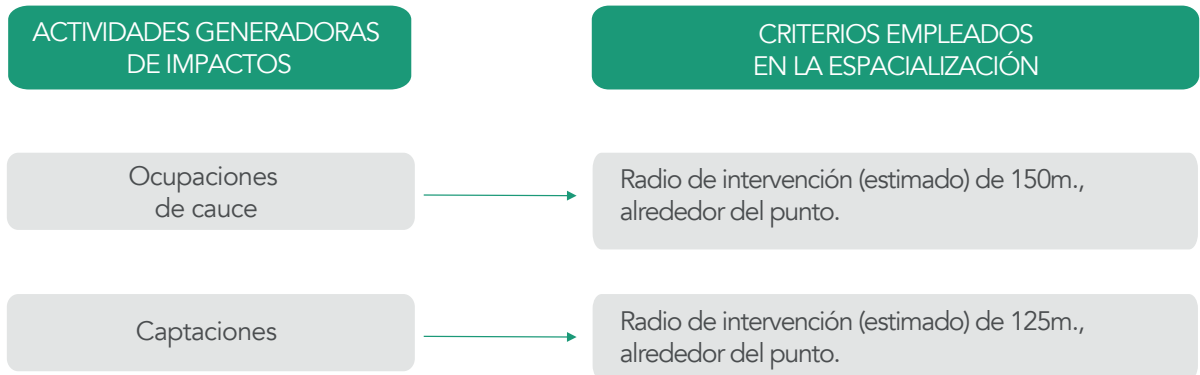 ACTIVIDADES GENERADORAS
DE IMPACTOS
CRITERIOS EMPLEADOS
EN LA ESPACIALIZACIÓN
Ocupaciones
de cauce
Radio de intervención (estimado) de 150m.,
alrededor del punto.
Captaciones
Radio de intervención (estimado) de 125m.,
alrededor del punto.